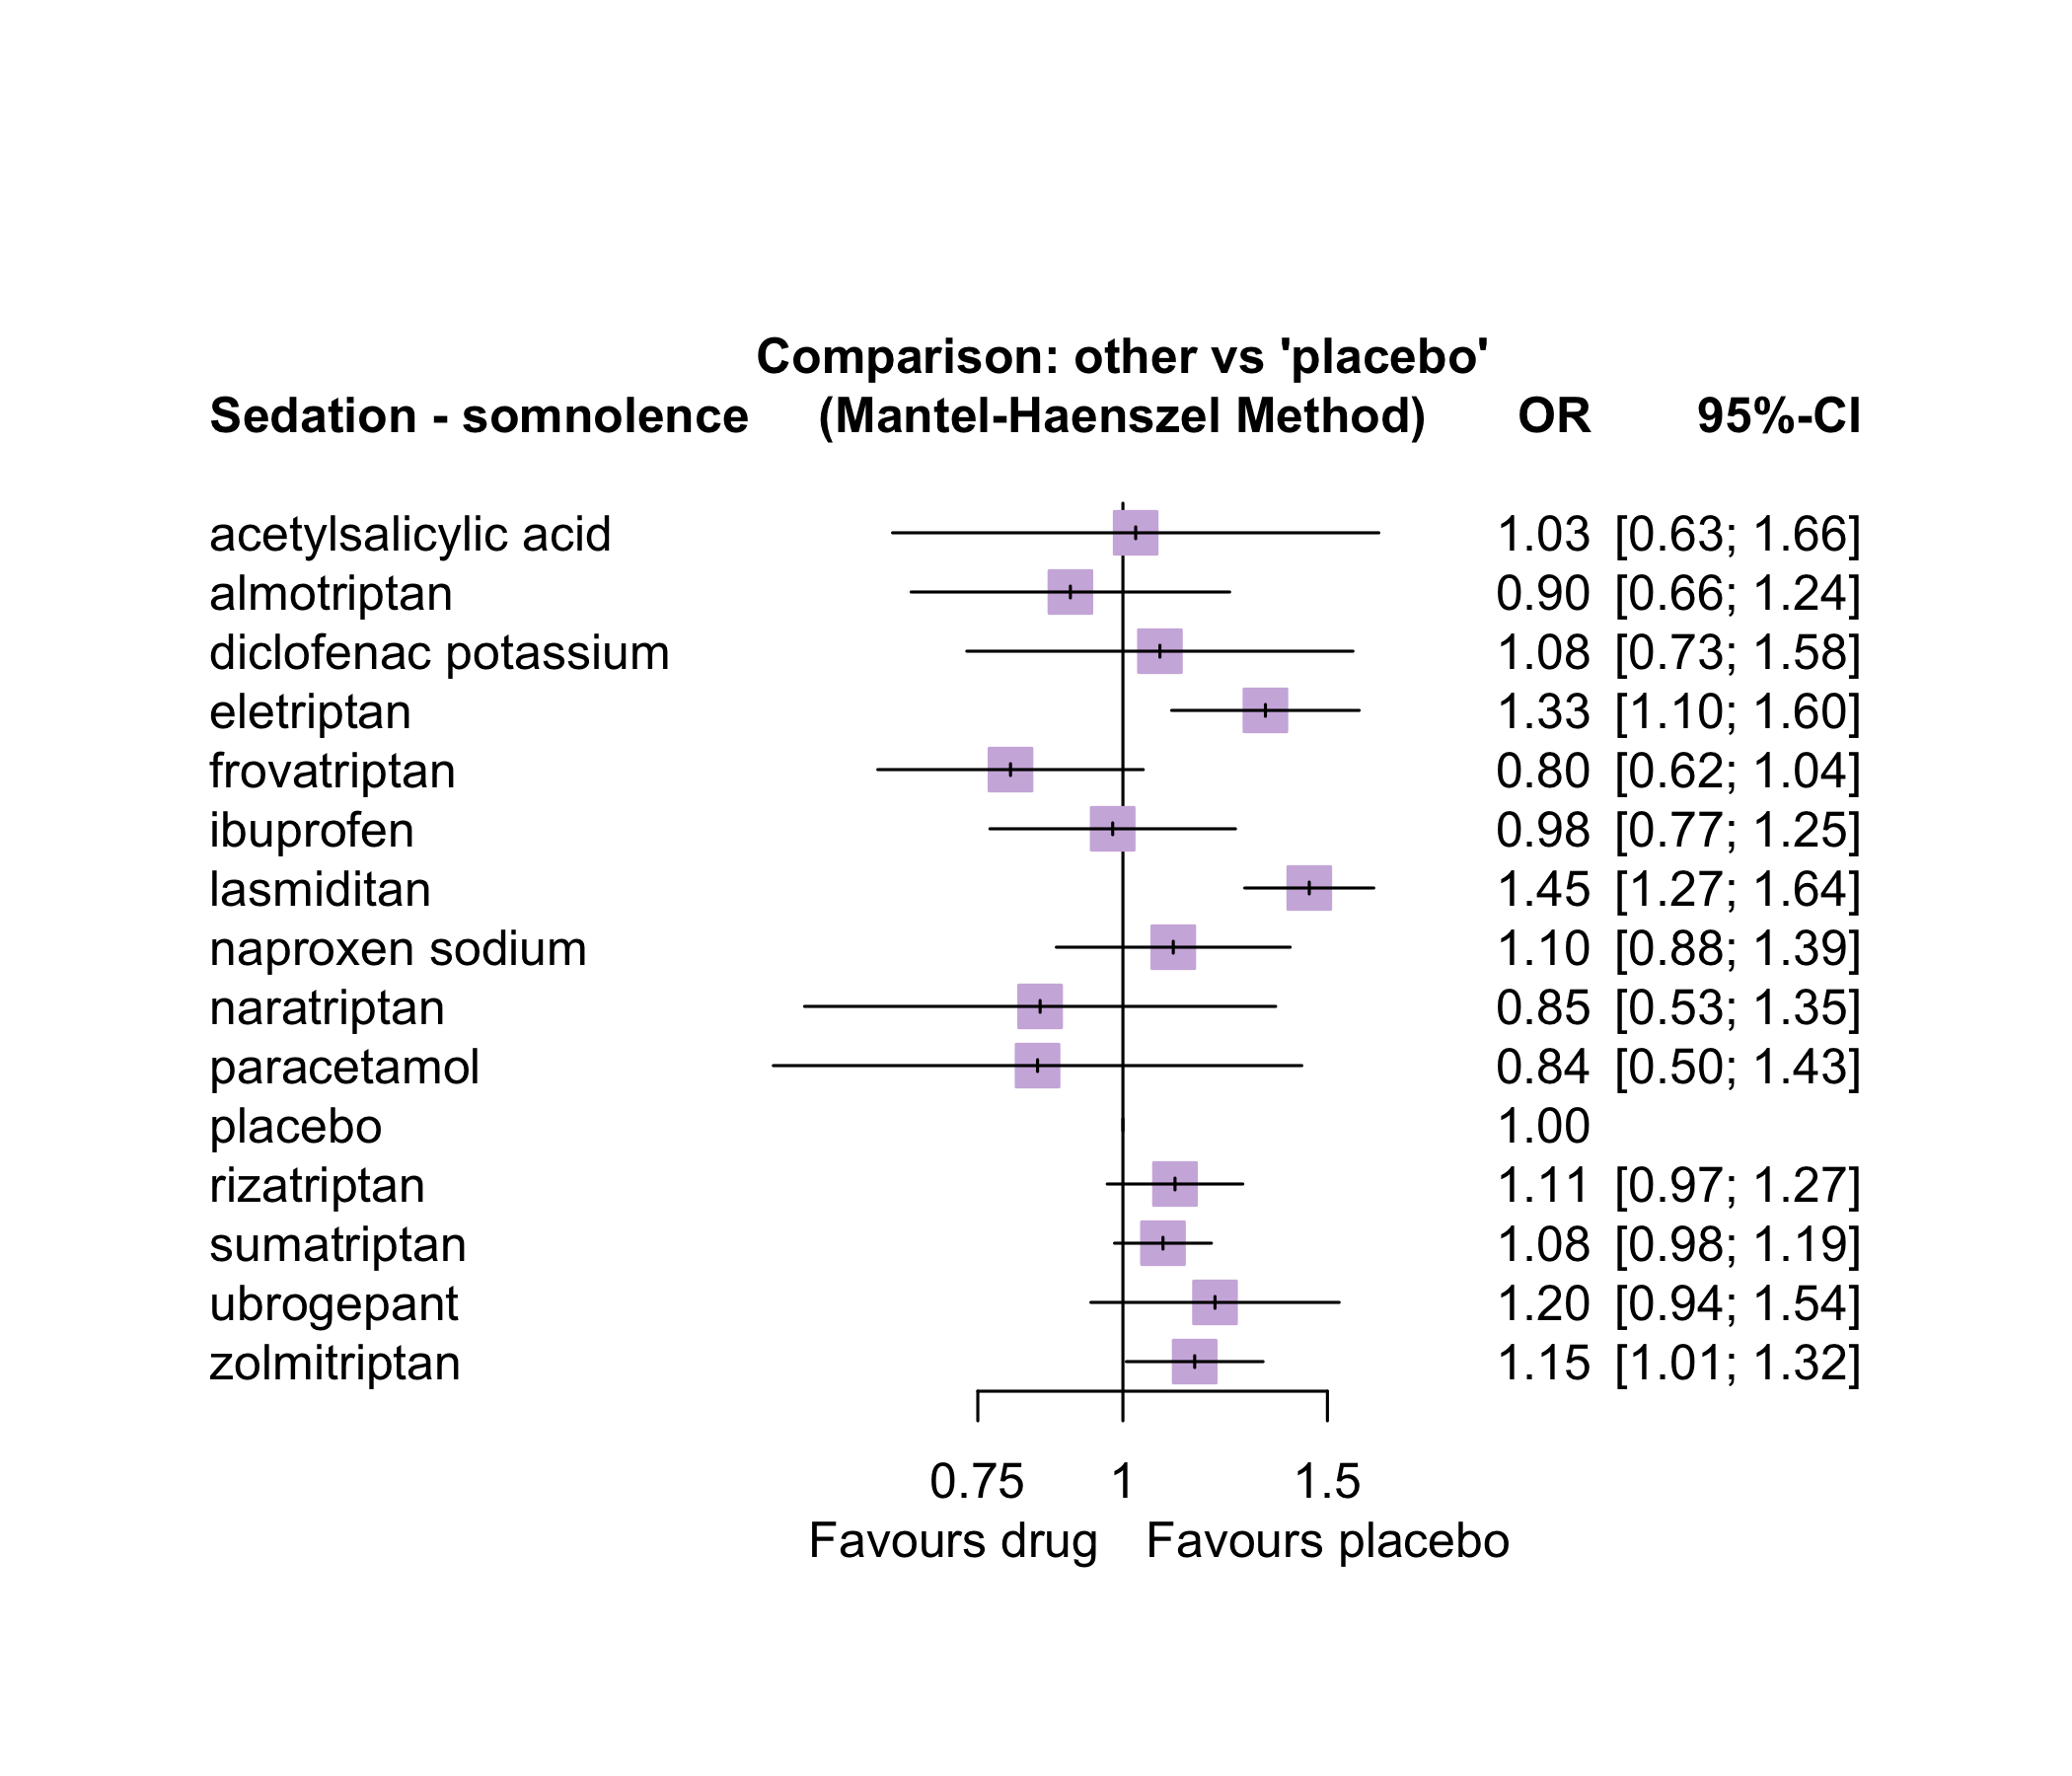 Comparison: other vs 'placebo'
Sedation - somnolence (Mantel-Haenszel Method) OR 95%-CI
acetylsalicylic acid 1.03 [0.63; 1.66]
almotriptan 0.90 [0.66; 1.24]
diclofenac potassium 1.08 [0.73; 1.58]
eletriptan 1.33 [1.10; 1.60]
frovatriptan 0.80 [0.62; 1.04]
ibuprofen 0.98 [0.77; 1.25]
lasmiditan 1.45 [1.27; 1.64]
naproxen sodium 1.10 [0.88; 1.39]
naratriptan 0.85 [0.53; 1.35]
paracetamol 0.84 [0.50; 1.43]
placebo 1.00
rizatriptan 1.11 [0.97; 1.27]
sumatriptan 1.08 [0.98; 1.19]
ubrogepant 1.20 [0.94; 1.54]
zolmitriptan 1.15 [1.01; 1.32]
0.75 1 1.5
Favours drug Favours placebo